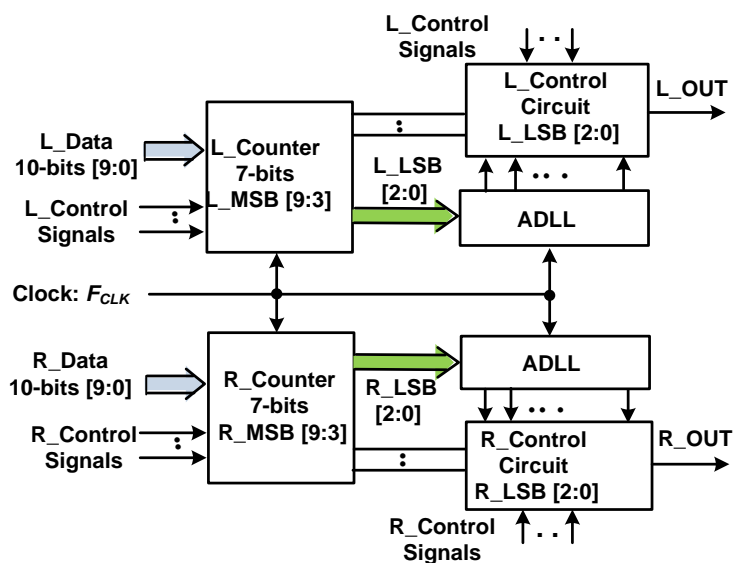 L_Control
Signals
L_Control
Circuit
L_LSB [2:0]
L_OUT
L_Data
10-bits [9:0]
L_Counter
7-bits
L_MSB [9:3]
L_LSB
[2:0]
L_Control
Signals
ADLL
Clock: F_CLK
R_Data
10-bits [9:0]
R_Counter
7-bits
R_MSB [9:3]
R_LSB
[2:0]
ADLL
R_Control
Signals
R_Control
Circuit
R_LSB [2:0]
R_OUT
R_Control
Signals